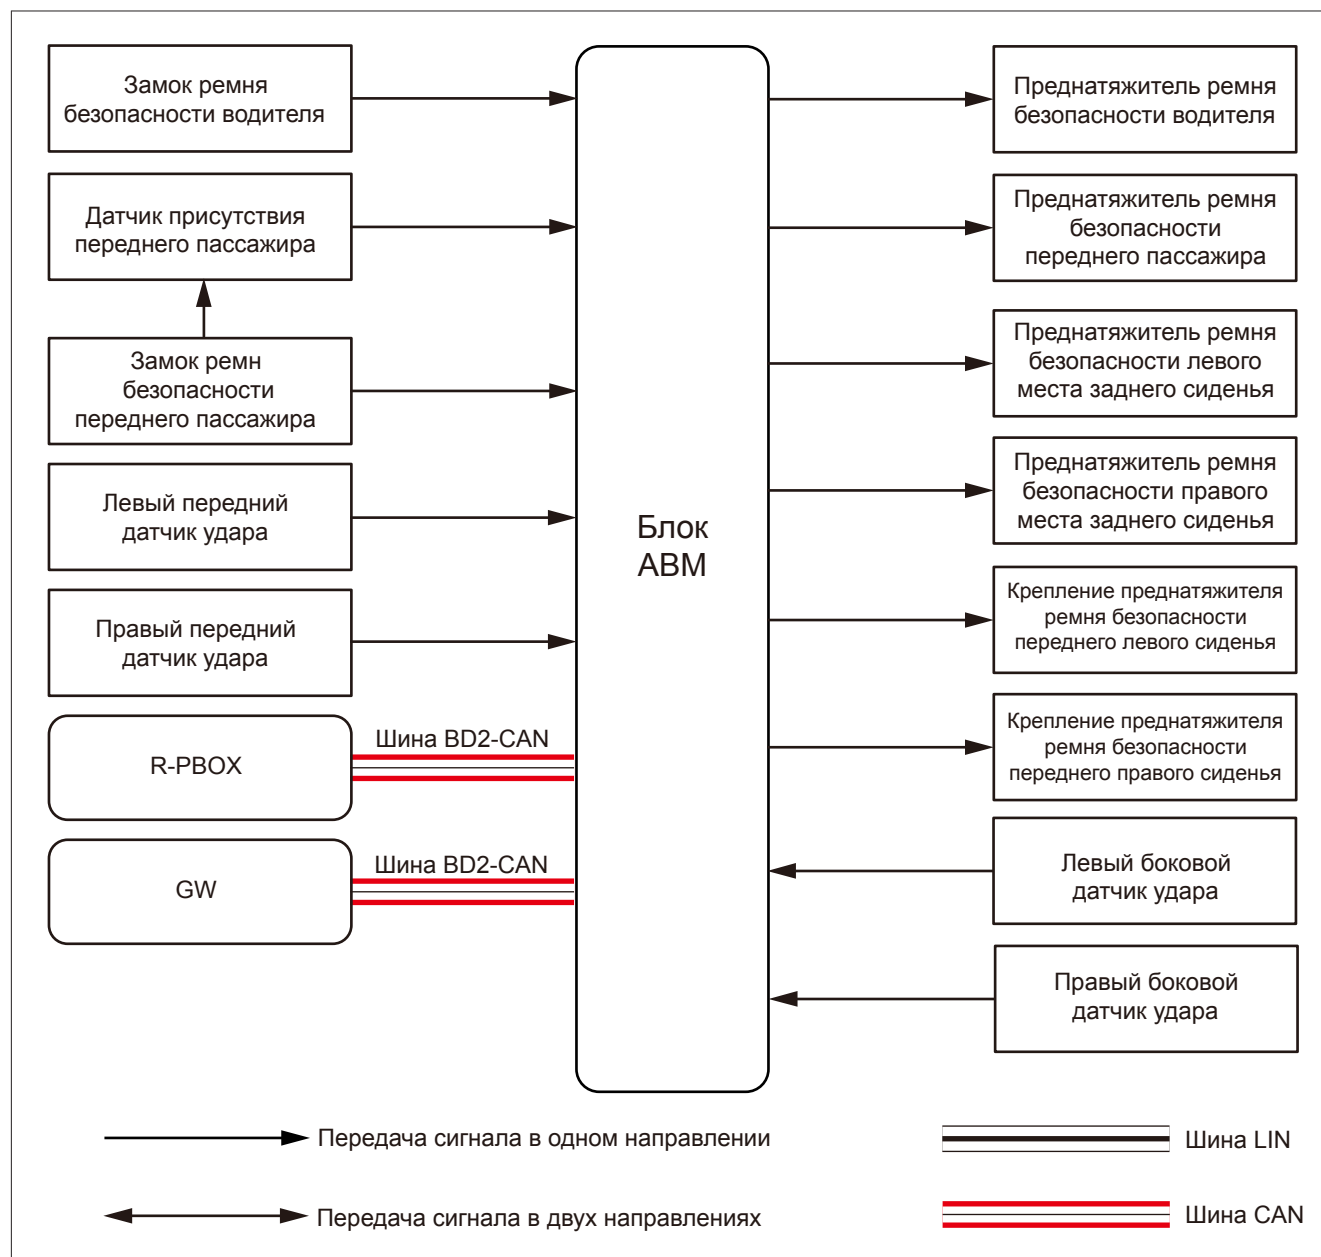 Замок ремня
безопасности водителя
Датчик присутствия
переднего пассажира
Замок ремн
безопасности
переднего пассажира
Левый передний
датчик удара
Правый передний
датчик удара
R-PBOX
Шина BD2-CAN
GW
Шина BD2-CAN
Блок
ABM
Преднатяжитель ремня
безопасности водителя
Преднатяжитель ремня
безопасности
переднего пассажира
Преднатяжитель ремня
безопасности левого
места заднего сиденья
Преднатяжитель ремня
безопасности правого
места заднего сиденья
Крепление преднатяжителя
ремня безопасности
переднего левого сиденья
Крепление преднатяжителя
ремня безопасности
переднего правого сиденья
Левый боковой
датчик удара
Правый боковой
датчик удара
Передача сигнала в одном направлении
Шина LIN
Передача сигнала в двух направлениях
Шина CAN